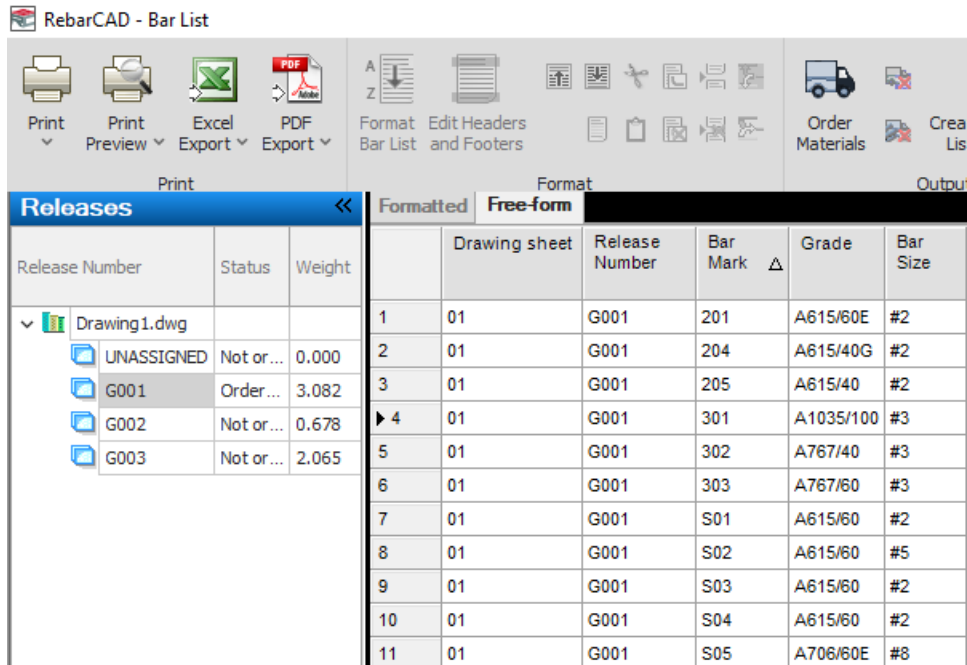 RebarCAD - Bar List
Print
Print Preview
Excel Export
PDF Export
Format Bar List
Edit Headers and Footers
Order Materials
Print
Format
Releases
Formatted Free-form
Release Number Status Weight
Drawing sheet Release Number Bar Mark Grade Bar Size
Drawing1.dwg
UNASSIGNED Not or... 0.000
G001 Order... 3.082
G002 Not or... 0.678
G003 Not or... 2.065
1 01 G001 201 A615/60E #2
2 01 G001 204 A615/40G #2
3 01 G001 205 A615/40 #2
4 01 G001 301 A1035/100 #3
5 01 G001 302 A767/40 #3
6 01 G001 303 A767/60 #3
7 01 G001 S01 A615/60 #2
8 01 G001 S02 A615/60 #5
9 01 G001 S03 A615/60 #2
10 01 G001 S04 A615/60 #2
11 01 G001 S05 A706/60E #8